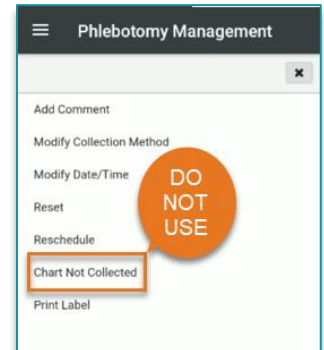 Phlebotomy Management
Add Comment
Modify Collection Method
Modify Date/Time
Reset
Reschedule
Chart Not Collected
Print Label
DO
NOT
USE